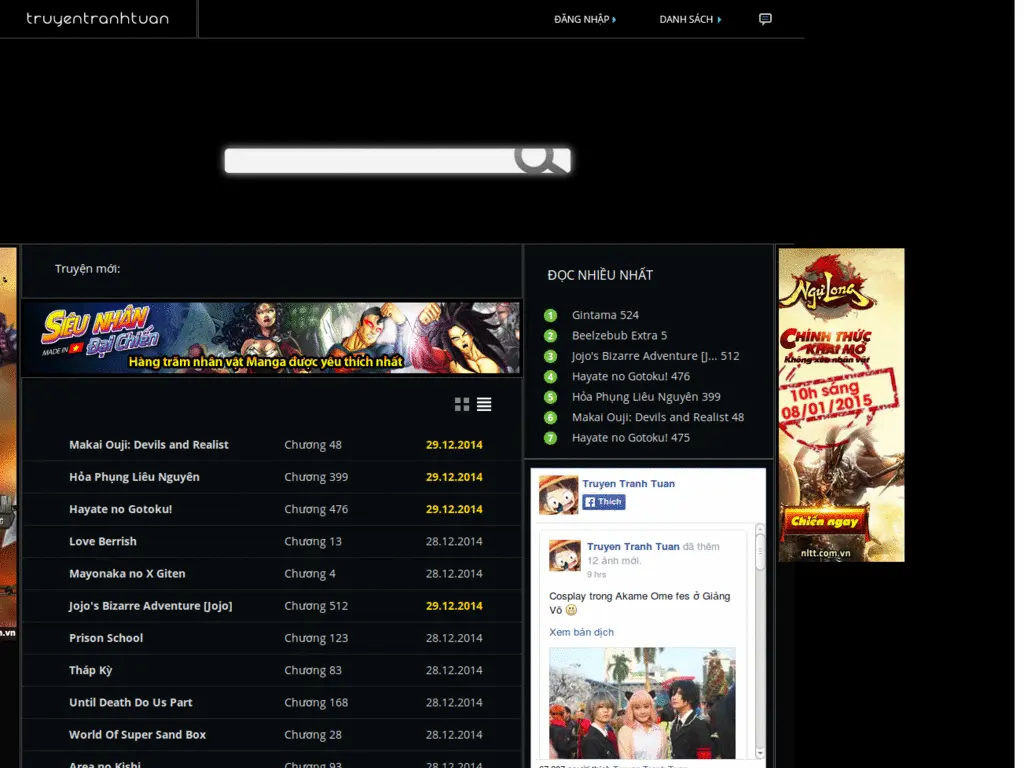 truyentranhtuan
ĐĂNG NHẬP
DANH SÁCH
Truyện mới:
SIÊU NHÂN
MADE IN
Đại Chiến
Hàng trăm nhân vật Manga được yêu thích nhất
Makai Ouji: Devils and Realist Chương 48 29.12.2014
Hỏa Phụng Liêu Nguyên Chương 399 29.12.2014
Hayate no Gotoku! Chương 476 29.12.2014
Love Berrish Chương 13 28.12.2014
Mayonaka no X Giten Chương 4 28.12.2014
Jojo's Bizarre Adventure [Jojo] Chương 512 29.12.2014
Prison School Chương 123 28.12.2014
Tháp Kỳ Chương 83 28.12.2014
Until Death Do Us Part Chương 168 28.12.2014
World Of Super Sand Box Chương 28 28.12.2014
Area no Kishi Chương 93 28.12.2014
ĐỌC NHIỀU NHẤT
1 Gintama 524
2 Beelzebub Extra 5
3 Jojo's Bizarre Adventure [J... 512
4 Hayate no Gotoku! 476
5 Hỏa Phụng Liêu Nguyên 399
6 Makai Ouji: Devils and Realist 48
7 Hayate no Gotoku! 475
Truyen Tranh Tuan
Thích
Truyen Tranh Tuan đã thêm
12 ảnh mới.
9 hrs
Cosplay trong Akame Ome fes ở Giảng
Võ
Xem bản dịch
Ngự Long
CHÍNH THỨC
KHAI MỞ
Không xóa nhân vật
10h sáng
08/01/2015
Chiến ngay
nltt.com.vn